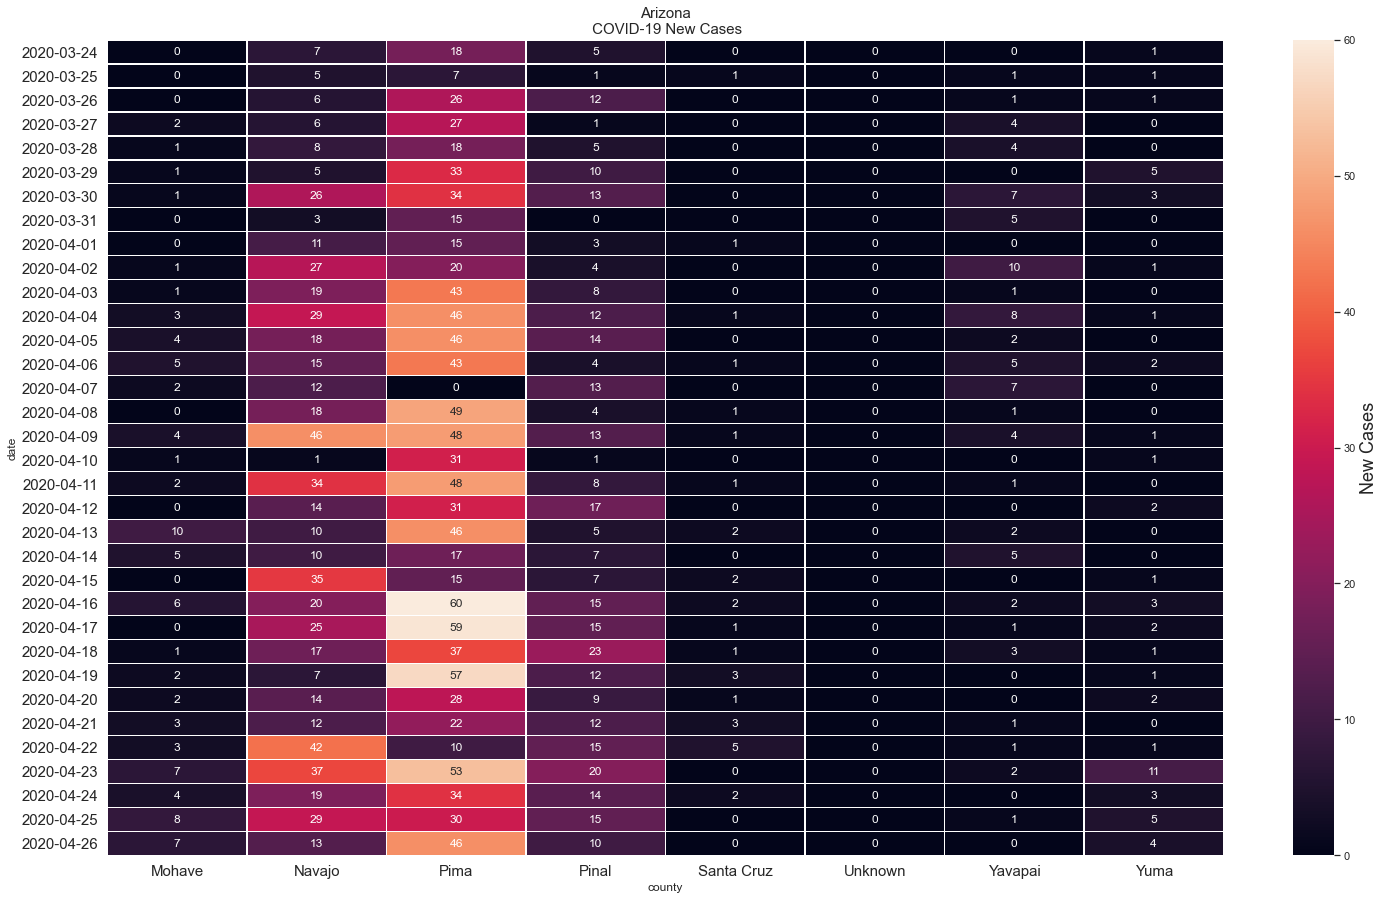 Arizona
COVID-19 New Cases
2020-03-24 0 7 18 5 0 0 0 1
2020-03-25 0 5 7 1 1 0 1 1
2020-03-26 0 6 26 12 0 0 1 1
2020-03-27 2 6 27 1 0 0 4 0
2020-03-28 1 8 18 5 0 0 4 0
2020-03-29 1 5 33 10 0 0 0 5
2020-03-30 1 26 34 13 0 0 7 3
2020-03-31 0 3 15 0 0 0 5 0
2020-04-01 0 11 15 3 1 0 0 0
2020-04-02 1 27 20 4 0 0 10 1
2020-04-03 1 19 43 8 0 0 1 0
2020-04-04 3 29 46 12 1 0 8 1
2020-04-05 4 18 46 14 0 0 2 0
2020-04-06 5 15 43 4 1 0 5 2
2020-04-07 2 12 0 13 0 0 7 0
2020-04-08 0 18 49 4 1 0 1 0
2020-04-09 4 46 48 13 1 0 4 1
2020-04-10 1 1 31 1 0 0 0 1
2020-04-11 2 34 48 8 1 0 1 0
2020-04-12 0 14 31 17 0 0 0 2
2020-04-13 10 10 46 5 2 0 2 0
2020-04-14 5 10 17 7 0 0 5 0
2020-04-15 0 35 15 7 2 0 0 1
2020-04-16 6 20 60 15 2 0 2 3
2020-04-17 0 25 59 15 1 0 1 2
2020-04-18 1 17 37 23 1 0 3 1
2020-04-19 2 7 57 12 3 0 0 1
2020-04-20 2 14 28 9 1 0 0 2
2020-04-21 3 12 22 12 3 0 1 0
2020-04-22 3 42 10 15 5 0 1 1
2020-04-23 7 37 53 20 0 0 2 11
2020-04-24 4 19 34 14 2 0 0 3
2020-04-25 8 29 30 15 0 0 1 5
2020-04-26 7 13 46 10 0 0 0 4
Mohave Navajo Pima Pinal Santa Cruz Unknown Yavapai Yuma
county
date
60
50
40
30
20
10
0
New Cases